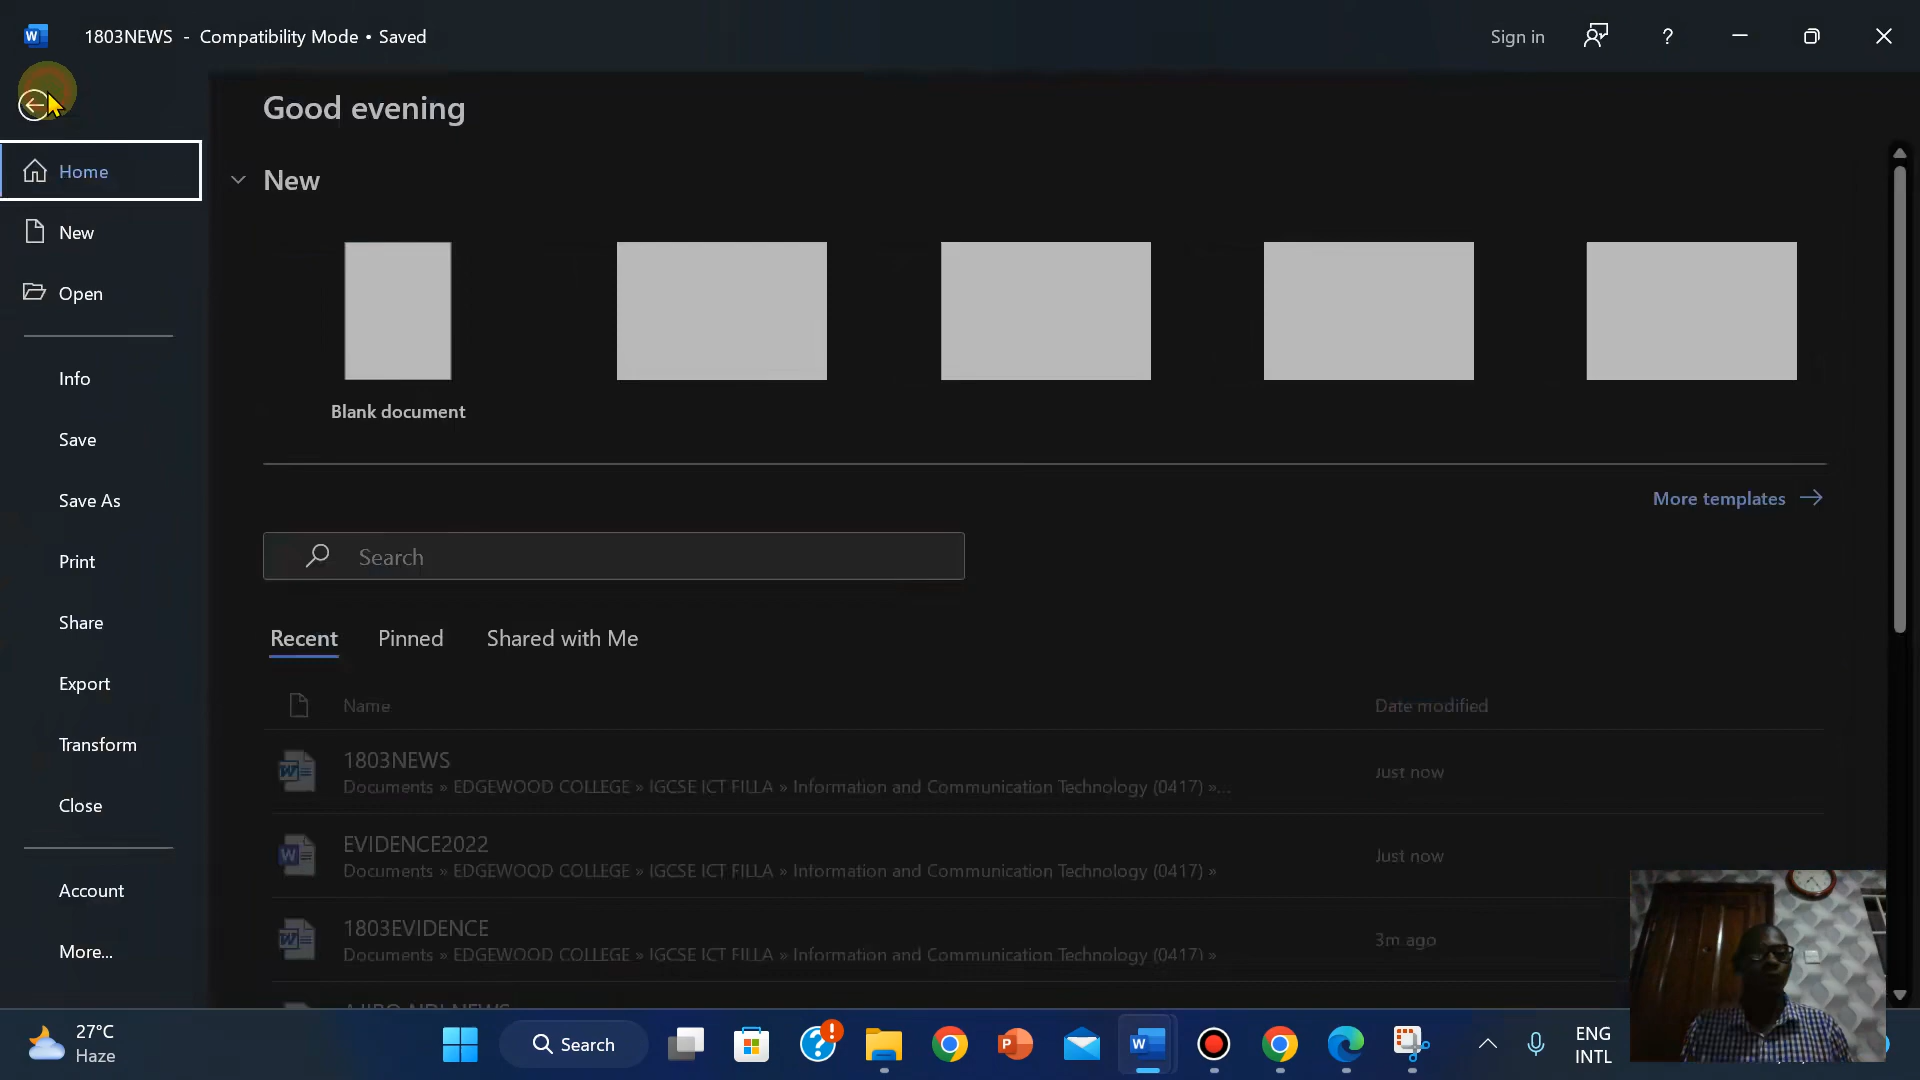 1803NEWS - Compatibility Mode • Saved
Sign in
Good evening
Home
New
New
Open
Info
Save
Save As
Print
Share
Export
Transform
Close
Account
More...
Blank document
More templates
Search
Recent Pinned Shared with Me
Name Date modified
1803NEWS
Documents » EDGEWOOD COLLEGE » IGCSE ICT FILLA » Information and Communication Technology (0417) »...
Just now
EVIDENCE2022
Documents » EDGEWOOD COLLEGE » IGCSE ICT FILLA » Information and Communication Technology (0417) »
Just now
1803EVIDENCE
Documents » EDGEWOOD COLLEGE » IGCSE ICT FILLA » Information and Communication Technology (0417) »
3m ago
27°C
Haze
Search
ENG
INTL